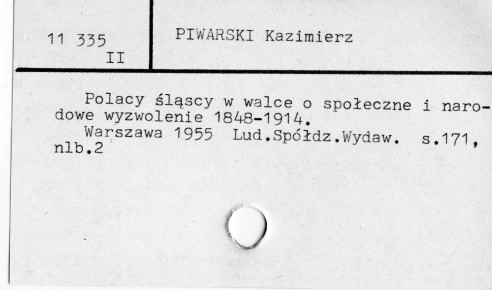 11 335
II
PIWARSKI Kazimierz
Polacy śląscy w walce o społeczne i naro-
dowe wyzwolenie 1848-1914.
Warszawa 1955 Lud.Spółdz.Wydaw. s.171,
nlb.2